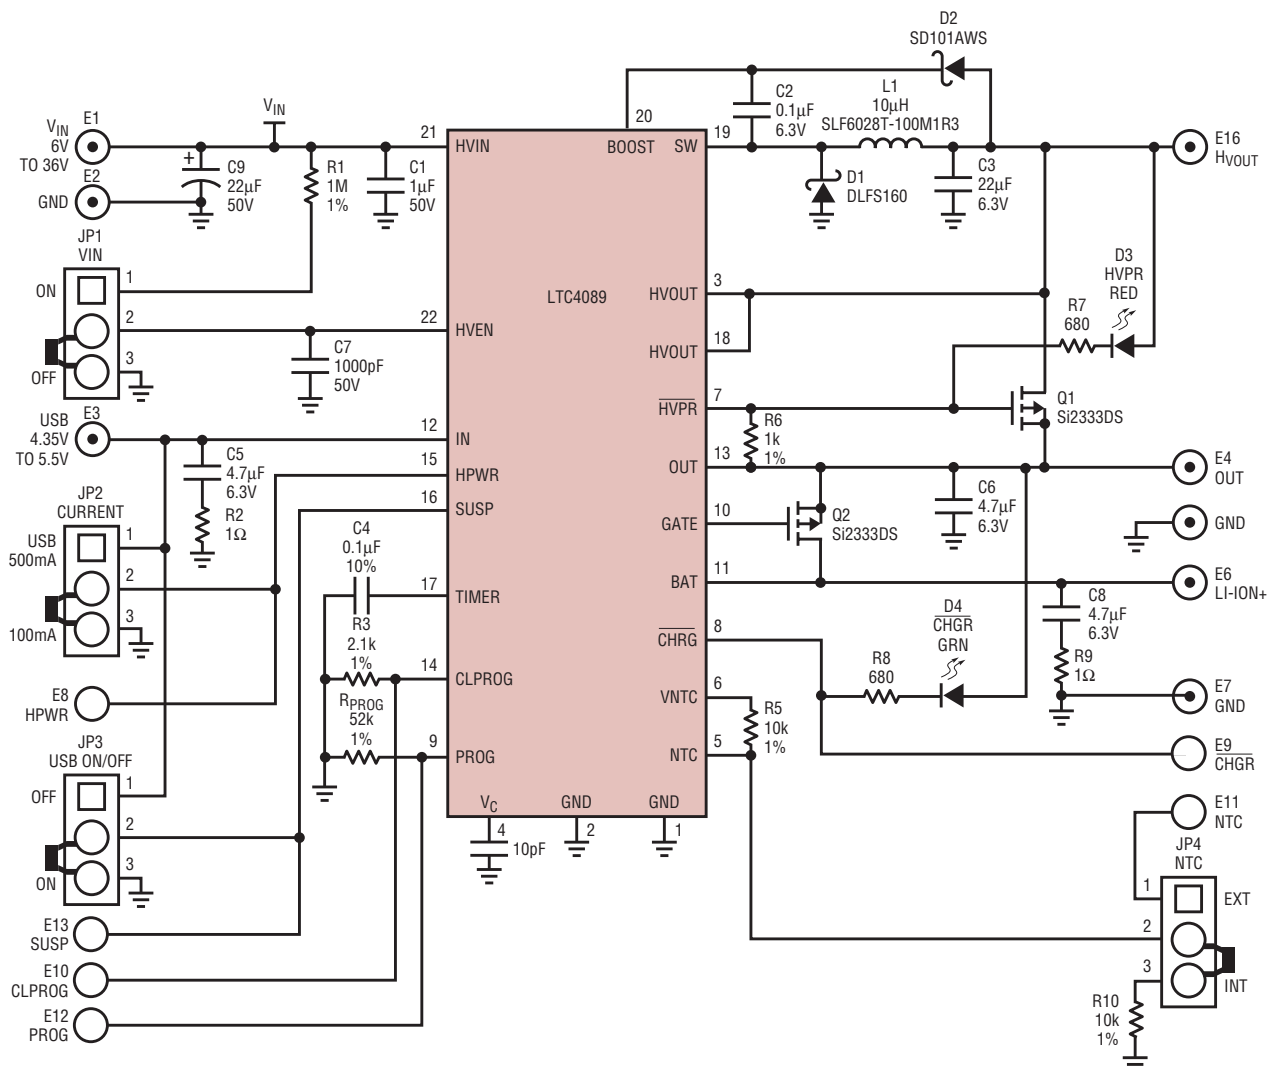 D2
SD101AWS
L1
10µH
SLF6028T-100M1R3
C2
0.1µF
6.3V
VIN
6V
TO 36V
E1
VIN
E2
GND
+
C9
22µF
50V
R1
1M
1%
C1
1µF
50V
21
HVIN
20
BOOST
SW
19
D1
DLFS160
C3
22µF
6.3V
E16
HVOUT
JP1
VIN
ON
1
2
3
OFF
22
HVEN
C7
1000pF
50V
LTC4089
HVOUT
3
HVOUT
18
D3
HVPR
RED
R7
680
HVPR
7
Q1
Si2333DS
R6
1k
1%
E3
USB
4.35V
TO 5.5V
12
IN
15
HPWR
16
SUSP
C5
4.7µF
6.3V
R2
1Ω
OUT
13
GATE
10
Q2
Si2333DS
C6
4.7µF
6.3V
E4
OUT
GND
JP2
CURRENT
USB
500mA
1
2
3
100mA
C4
0.1µF
10%
17
TIMER
BAT
11
E6
LI-ION+
C8
4.7µF
6.3V
R9
1Ω
R3
2.1k
1%
14
CLPROG
CHRG
8
D4
CHGR
GRN
R8
680
E7
GND
E8
HPWR
RPROG
52k
1%
9
PROG
VNTC
6
R5
10k
1%
NTC
5
E9
CHGR
JP3
USB ON/OFF
OFF
1
2
3
ON
VC
4
10pF
GND
2
GND
1
E11
NTC
JP4
NTC
1
EXT
2
3
INT
R10
10k
1%
E13
SUSP
E10
CLPROG
E12
PROG